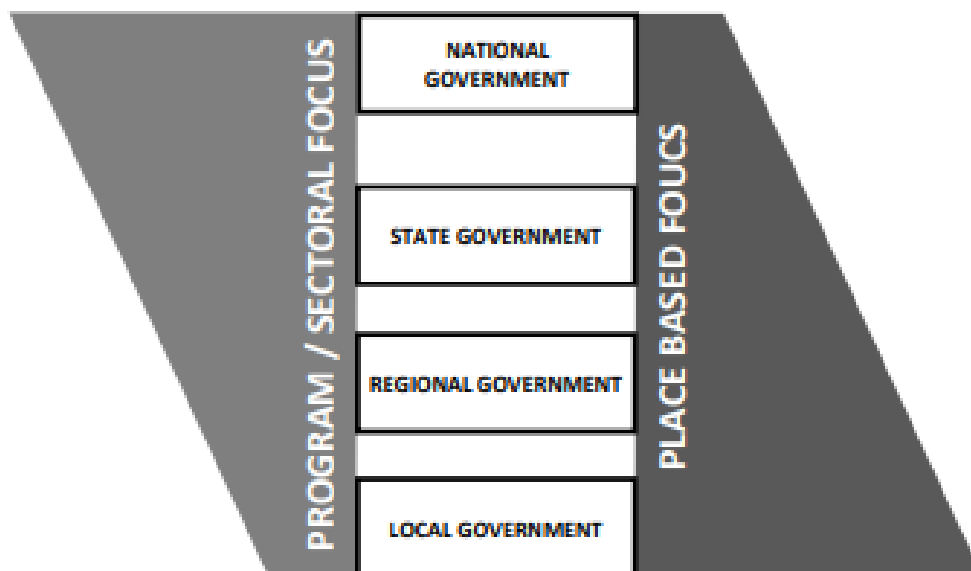 PROGRAM / SECTORAL FOCUS
NATIONAL
GOVERNMENT
STATE GOVERNMENT
REGIONAL GOVERNMENT
LOCAL GOVERNMENT
PLACE BASED FOUCS